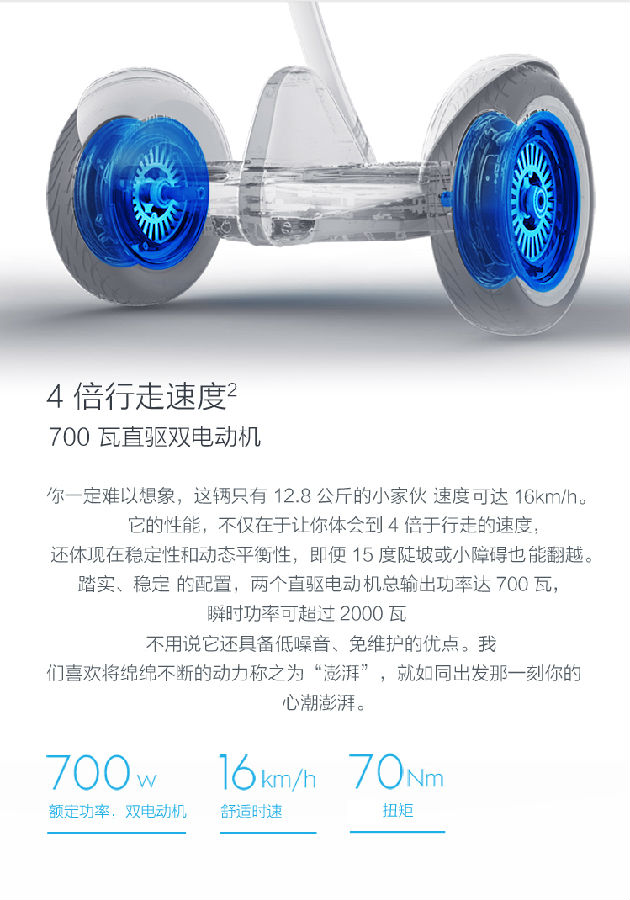 4 倍行走速度²
700 瓦直驱双电动机
你一定难以想象，这辆只有 12.8 公斤的小家伙 速度可达 16km/h。
它的性能，不仅在于让你体会到 4 倍于行走的速度，
还体现在稳定性和动态平衡性，即便 15 度陡坡或小障碍也能翻越。
踏实、稳定 的配置，两个直驱电动机总输出功率达 700 瓦，
瞬时功率可超过 2000 瓦
不用说它还具备低噪音、免维护的优点。我
们喜欢将绵绵不断的动力称之为“澎湃”，就如同出发那一刻你的
心潮澎湃。
700 w 16 km/h 70 Nm
额定功率．双电动机 舒适时速 扭矩